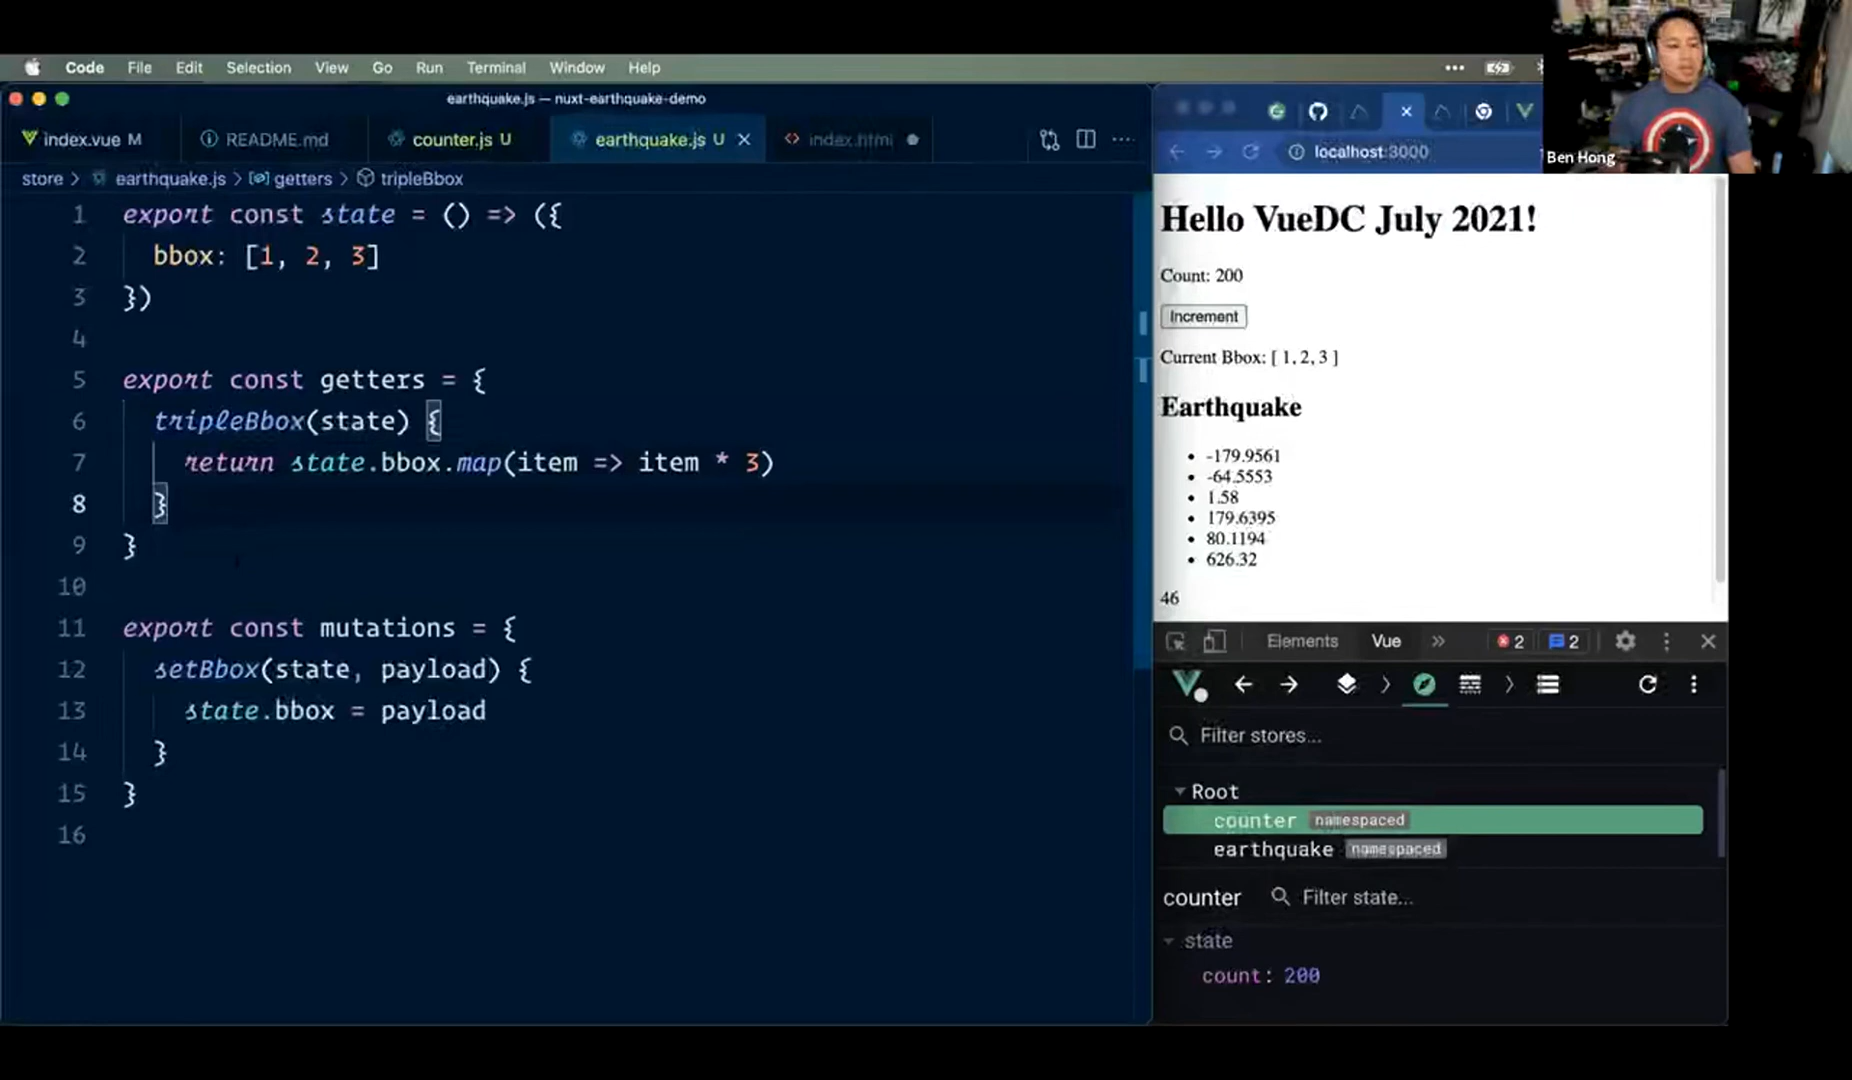 Code File Edit Selection View Go Run Terminal Window Help
earthquake.js — nuxt-earthquake-demo
index.vue M README.md counter.js U earthquake.js U index.html
store > earthquake.js > getters > tripleBbox
1 export const state = () => ({
2 bbox: [1, 2, 3]
3 })
4
5 export const getters = {
6 tripleBbox(state) {
7 return state.bbox.map(item => item * 3)
8 }
9 }
10
11 export const mutations = {
12 setBbox(state, payload) {
13 state.bbox = payload
14 }
15 }
16
localhost:3000
Ben Hong
Hello VueDC July 2021!
Count: 200
Increment
Current Bbox: [ 1, 2, 3 ]
Earthquake
-179.9561
-64.5553
1.58
179.6395
80.1194
626.32
46
Elements Vue 2 2
Filter stores...
Root
counter namespaced
earthquake namespaced
counter Filter state...
state
count: 200